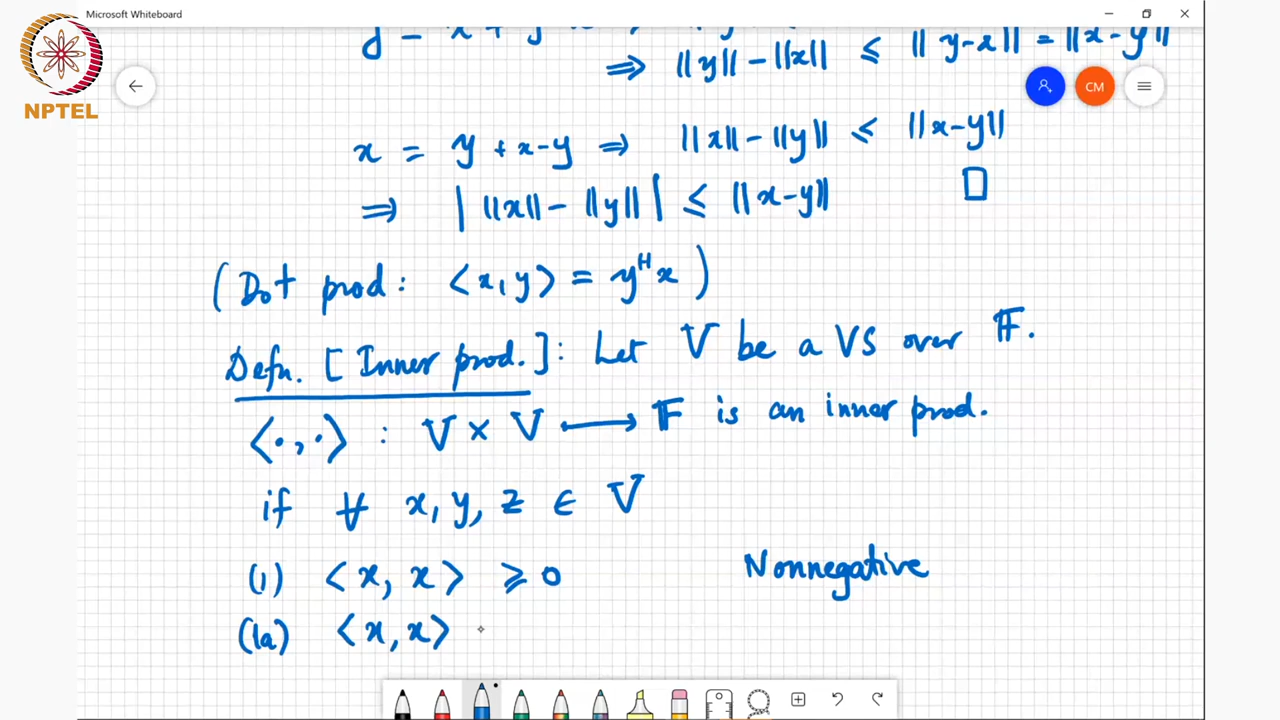 Microsoft Whiteboard
⇒ ||y|| - ||x|| ≤ ||y-x|| = ||x-y||
NPTEL
CM
x = y + x-y ⇒ ||x|| - ||y|| ≤ ||x-y||
⇒ | ||x|| - ||y|| | ≤ ||x-y|| □
(Dot prod: <x,y> = y^H x)
Defn. [Inner prod.]: Let V be a VS over F.
<·,·> : V × V ⟶ F is an inner prod.
if ∀ x, y, z ∈ V
(1) <x, x> ≥ 0 Nonnegative
(1a) <x, x>